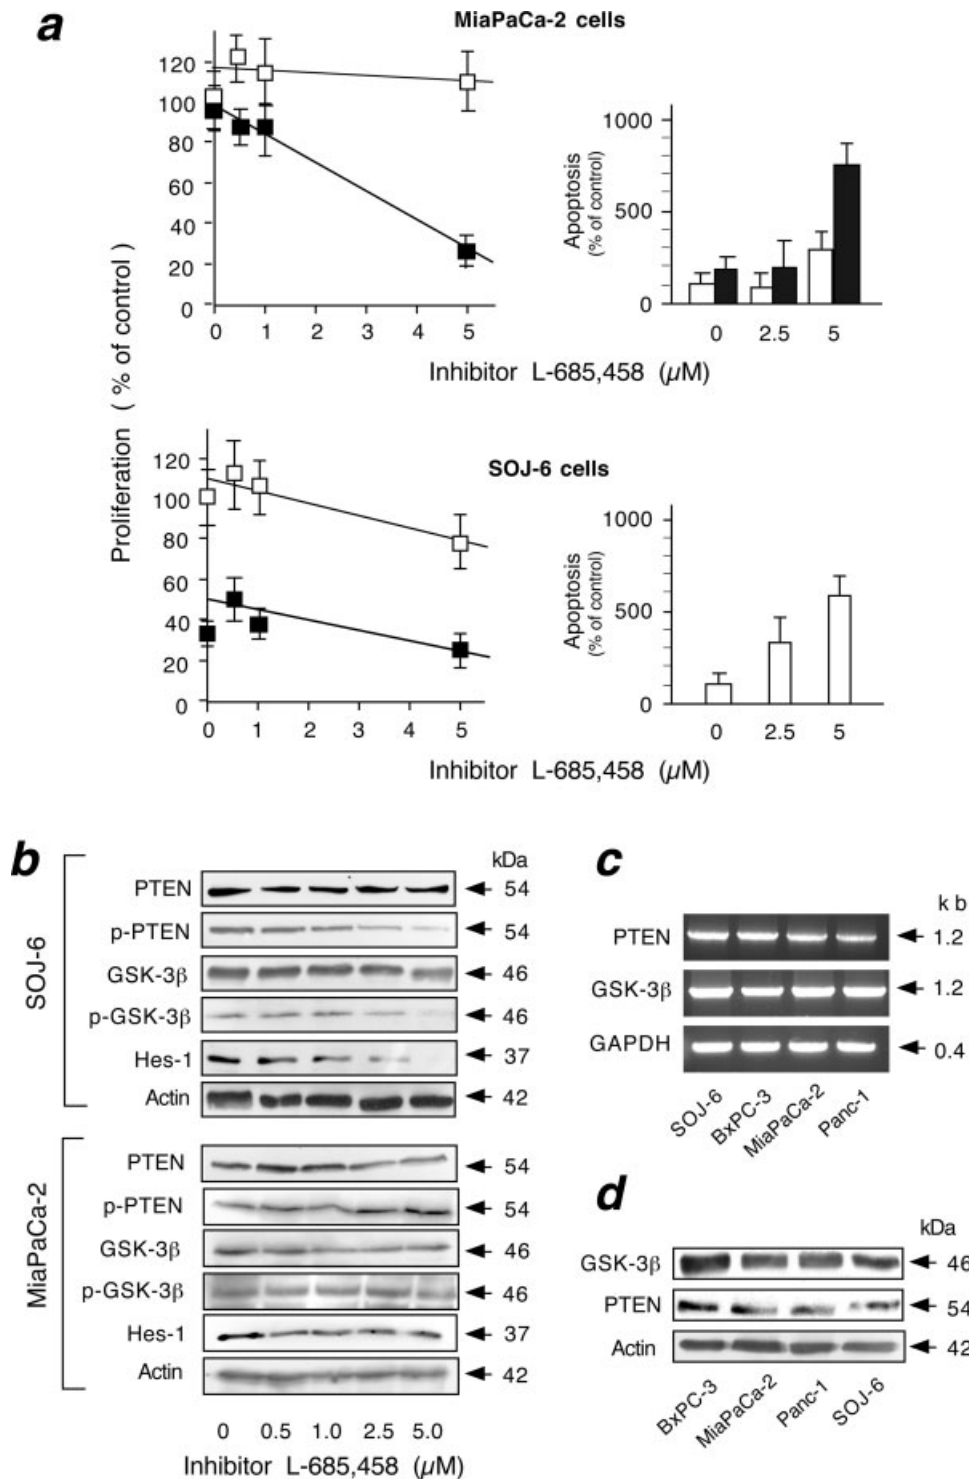 a
MiaPaCa-2 cells
120
100
80
60
40
20
0
0 1 2 3 4 5
1000
500
0
Apoptosis
(% of control)
0 2.5 5
Inhibitor L-685,458 (µM)
Proliferation ( % of control )
SOJ-6 cells
120
100
80
60
40
20
0
0 1 2 3 4 5
1000
500
0
Apoptosis
(% of control)
0 2.5 5
Inhibitor L-685,458 (µM)
b
SOJ-6
kDa
PTEN 54
p-PTEN 54
GSK-3β 46
p-GSK-3β 46
Hes-1 37
Actin 42
MiaPaCa-2
PTEN 54
p-PTEN 54
GSK-3β 46
p-GSK-3β 46
Hes-1 37
Actin 42
0 0.5 1.0 2.5 5.0
Inhibitor L-685,458 (µM)
c
k b
PTEN 1.2
GSK-3β 1.2
GAPDH 0.4
SOJ-6 BxPC-3 MiaPaCa-2 Panc-1
d
kDa
GSK-3β 46
PTEN 54
Actin 42
BxPC-3 MiaPaCa-2 Panc-1 SOJ-6